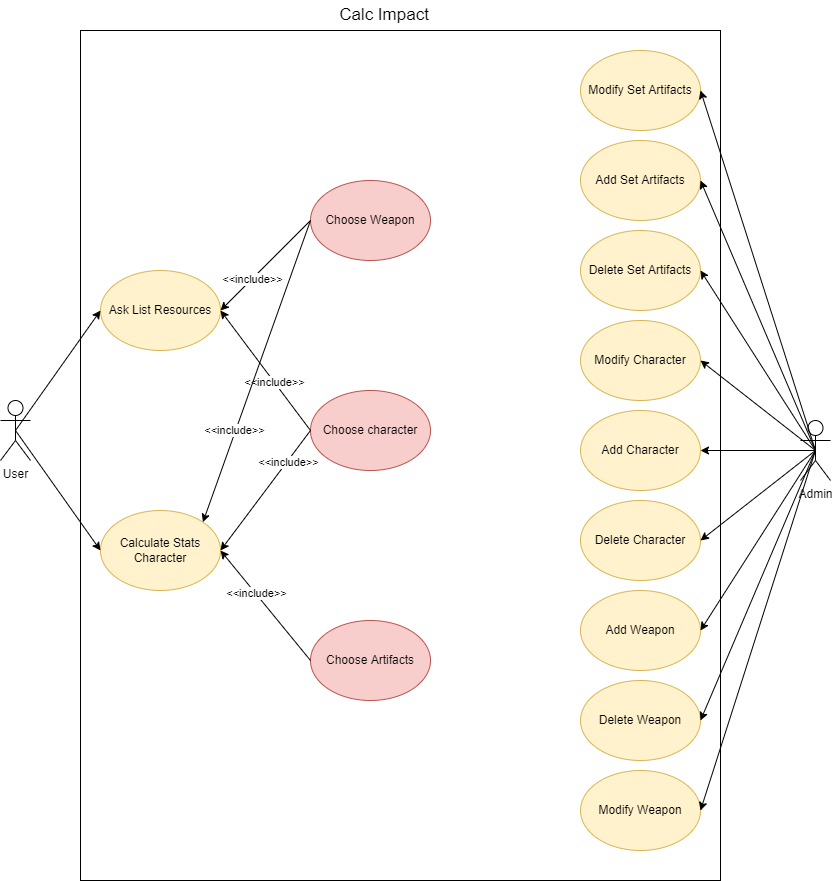 Calc Impact
Modify Set Artifacts
Add Set Artifacts
Choose Weapon
Delete Set Artifacts
<<include>>
Ask List Resources
Modify Character
<<include>>
Choose character
<<include>>
Add Character
<<include>>
User
Admin
Calculate Stats
Character
Delete Character
<<include>>
Add Weapon
Choose Artifacts
Delete Weapon
Modify Weapon